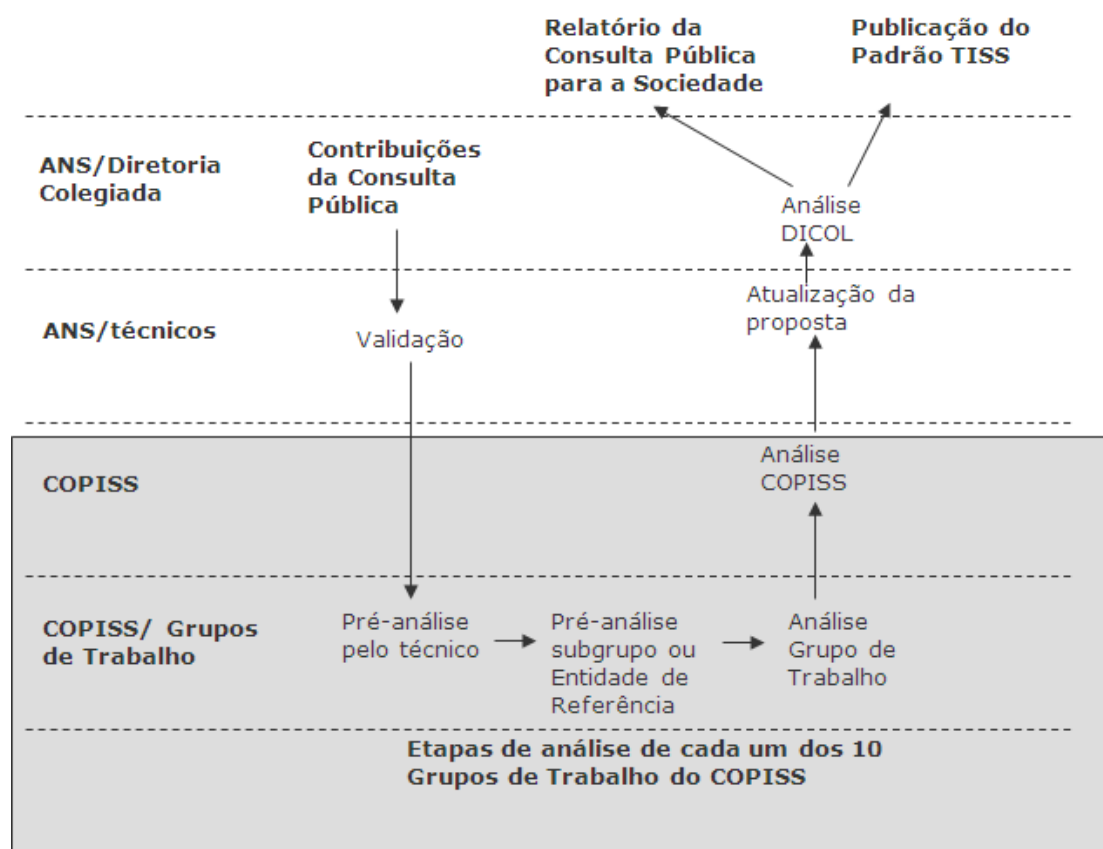 Relatório da
Consulta Pública
para a Sociedade
Publicação do
Padrão TISS
ANS/Diretoria
Colegiada
Contribuições
da Consulta
Pública
Análise
DICOL
ANS/técnicos
Validação
Atualização da
proposta
COPISS
Análise
COPISS
COPISS/ Grupos
de Trabalho
Pré-análise
pelo técnico
Pré-análise
subgrupo ou
Entidade de
Referência
Análise
Grupo de
Trabalho
Etapas de análise de cada um dos 10
Grupos de Trabalho do COPISS